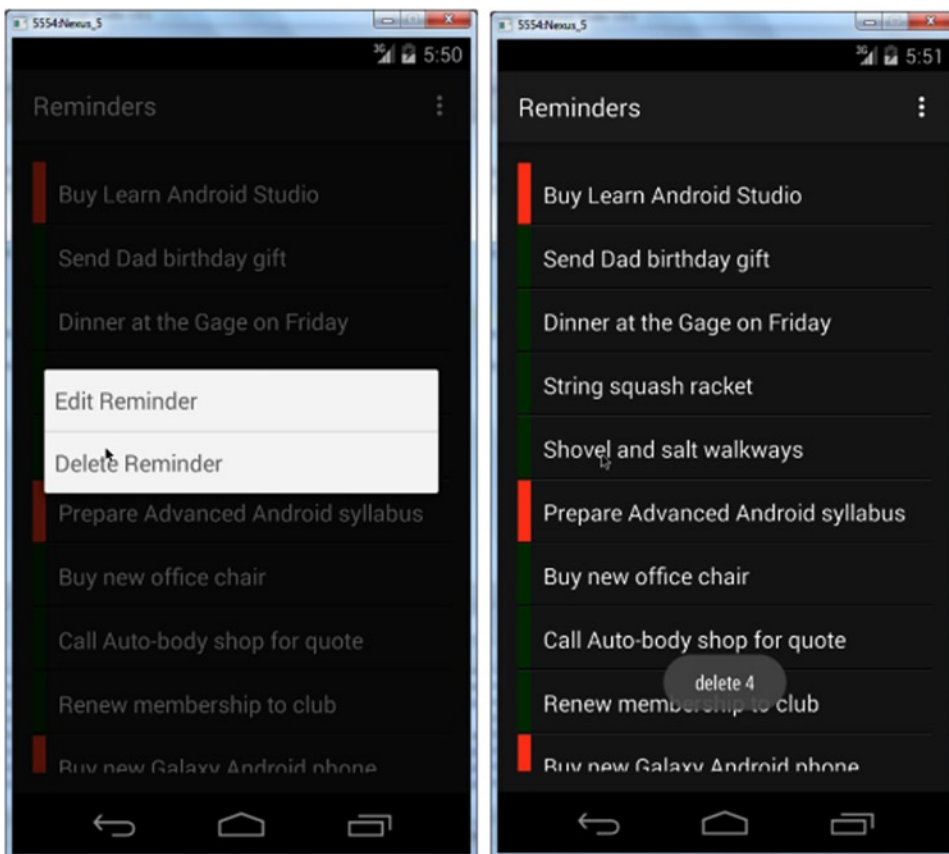 5554:Nexus_5
3G 5:50
Reminders
Buy Learn Android Studio
Send Dad birthday gift
Dinner at the Gage on Friday
Edit Reminder
Delete Reminder
Prepare Advanced Android syllabus
Buy new office chair
Call Auto-body shop for quote
Renew membership to club
Buy new Galaxy Android phone
5554:Nexus_5
3G 5:51
Reminders
Buy Learn Android Studio
Send Dad birthday gift
Dinner at the Gage on Friday
String squash racket
Shovel and salt walkways
Prepare Advanced Android syllabus
Buy new office chair
Call Auto-body shop for quote
delete 4
Renew membership to club
Buy new Galaxy Android phone